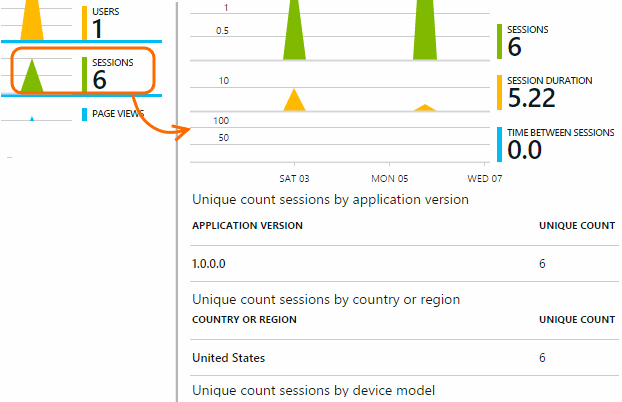 USERS
1
SESSIONS
6
PAGE VIEWS
1
0.5
SESSIONS
6
10
SESSION DURATION
5.22
100
50
TIME BETWEEN SESSIONS
0.0
SAT 03 MON 05 WED 07
Unique count sessions by application version
APPLICATION VERSION UNIQUE COUNT
1.0.0.0 6
Unique count sessions by country or region
COUNTRY OR REGION UNIQUE COUNT
United States 6
Unique count sessions by device model